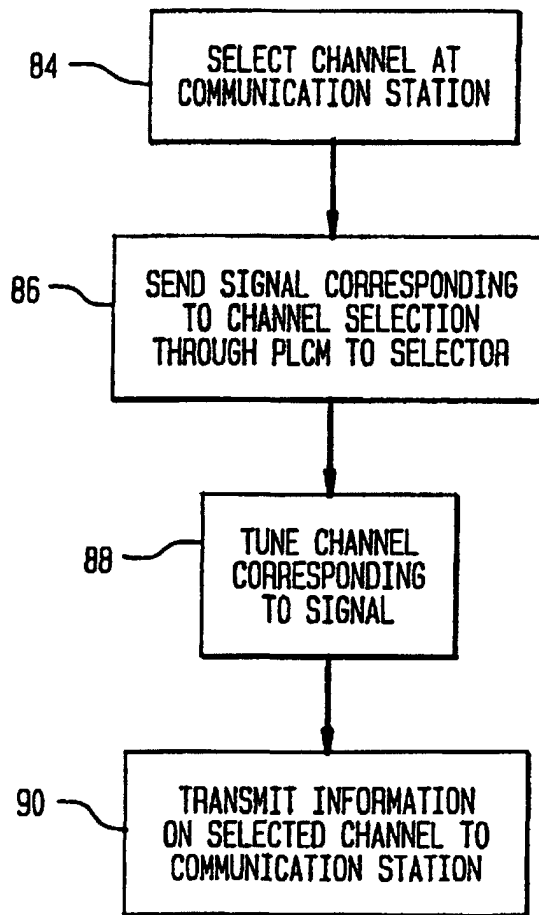 84
SELECT CHANNEL AT
COMMUNICATION STATION
86
SEND SIGNAL CORRESPONDING
TO CHANNEL SELECTION
THROUGH PLCM TO SELECTOR
88
TUNE CHANNEL
CORRESPONDING
TO SIGNAL
90
TRANSMIT INFORMATION
ON SELECTED CHANNEL TO
COMMUNICATION STATION